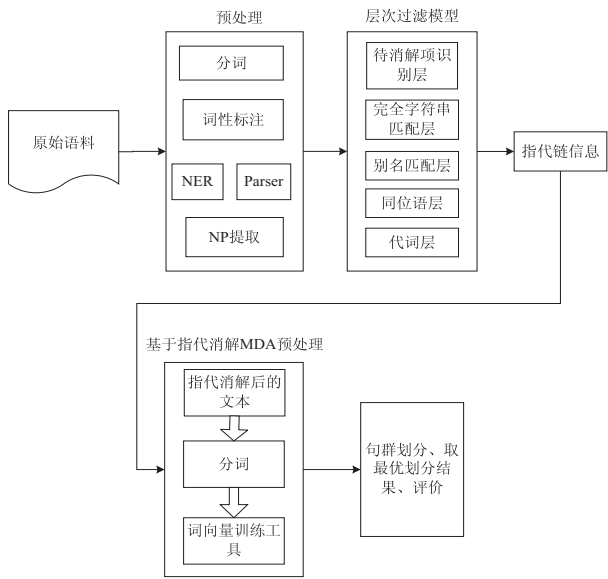 预处理
层次过滤模型
原始语料
分词
词性标注
NER
Parser
NP提取
待消解项识
别层
完全字符串
匹配层
别名匹配层
同位语层
代词层
指代链信息
基于指代消解MDA预处理
指代消解后的
文本
分词
词向量训练工
具
句群划分、取
最优划分结
果、评价